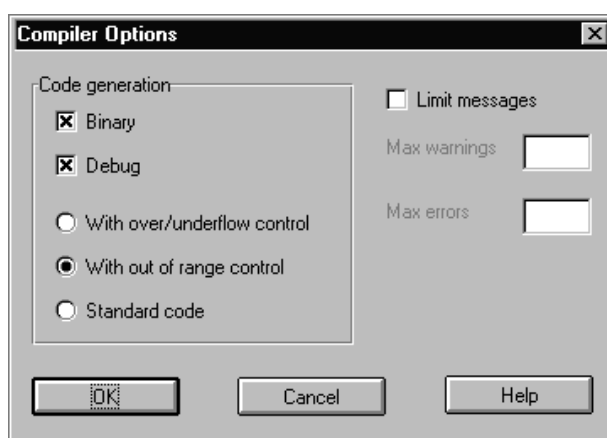 Compiler Options
Code generation
Binary
Debug
With over/underflow control
With out of range control
Standard code
Limit messages
Max warnings
Max errors
OK
Cancel
Help